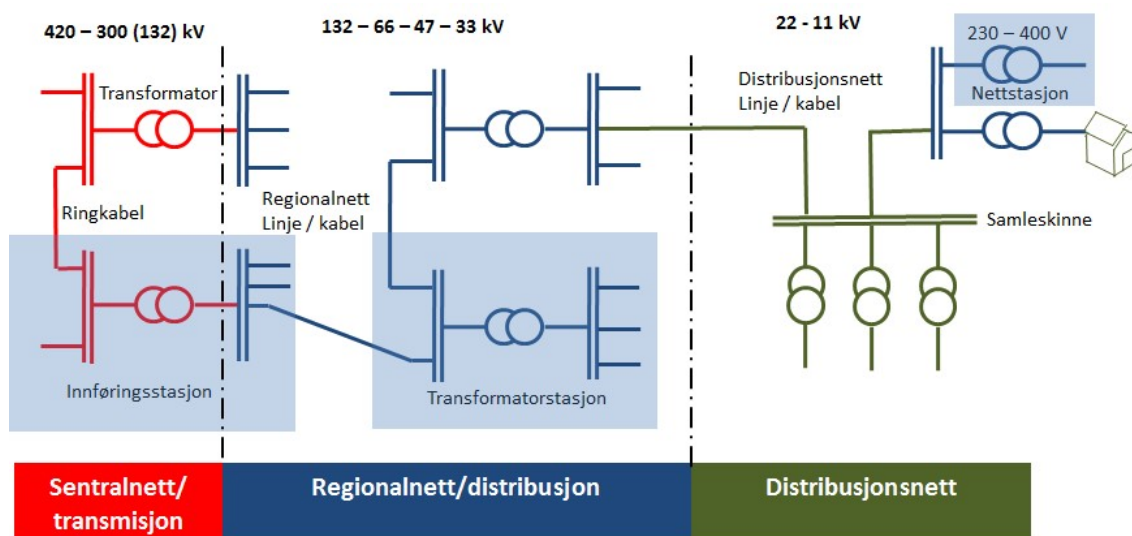 420 – 300 (132) kV
132 – 66 – 47 – 33 kV
22 - 11 kV
230 – 400 V
Nettstasjon
Transformator
Distribusjonsnett
Linje / kabel
Ringkabel
Regionalnett
Linje / kabel
Samleskinne
Innføringsstasjon
Transformatorstasjon
Sentralnett/
transmisjon
Regionalnett/distribusjon
Distribusjonsnett